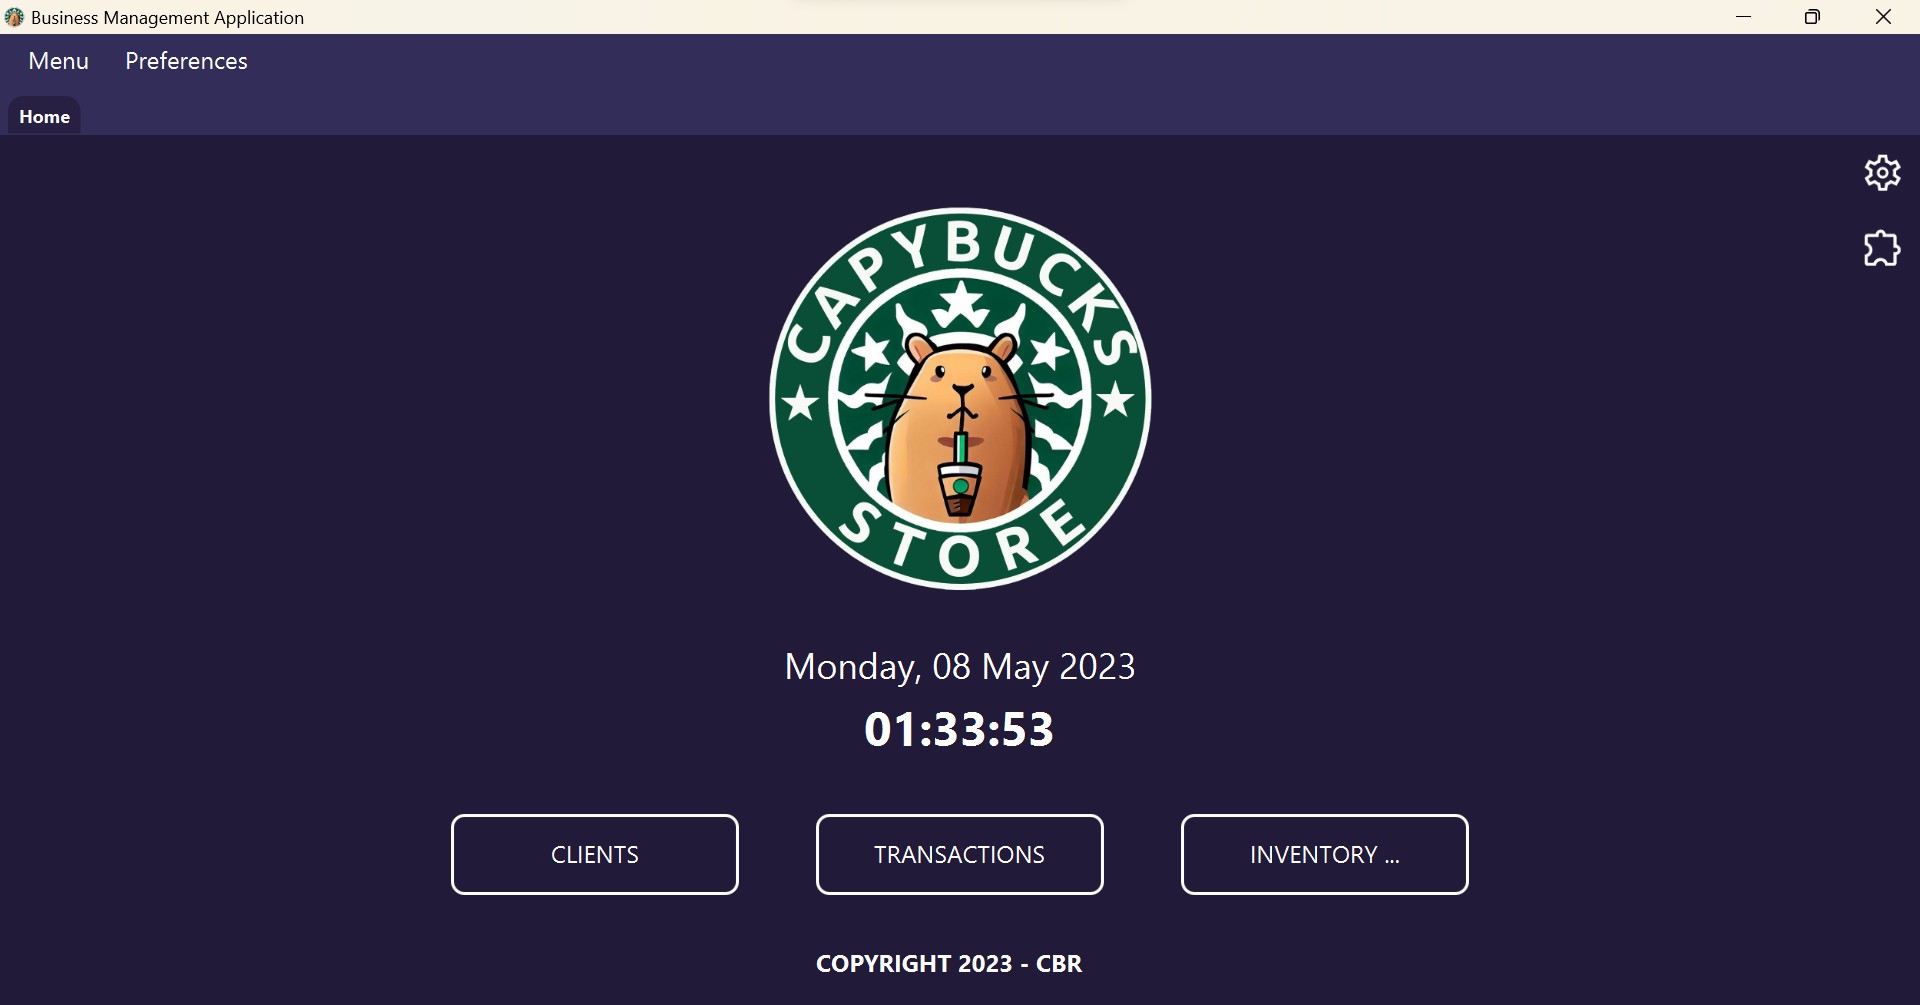 Business Management Application
Menu Preferences
Home
CAPYBUCKS
STORE
Monday, 08 May 2023
01:33:53
CLIENTS TRANSACTIONS INVENTORY ...
COPYRIGHT 2023 - CBR